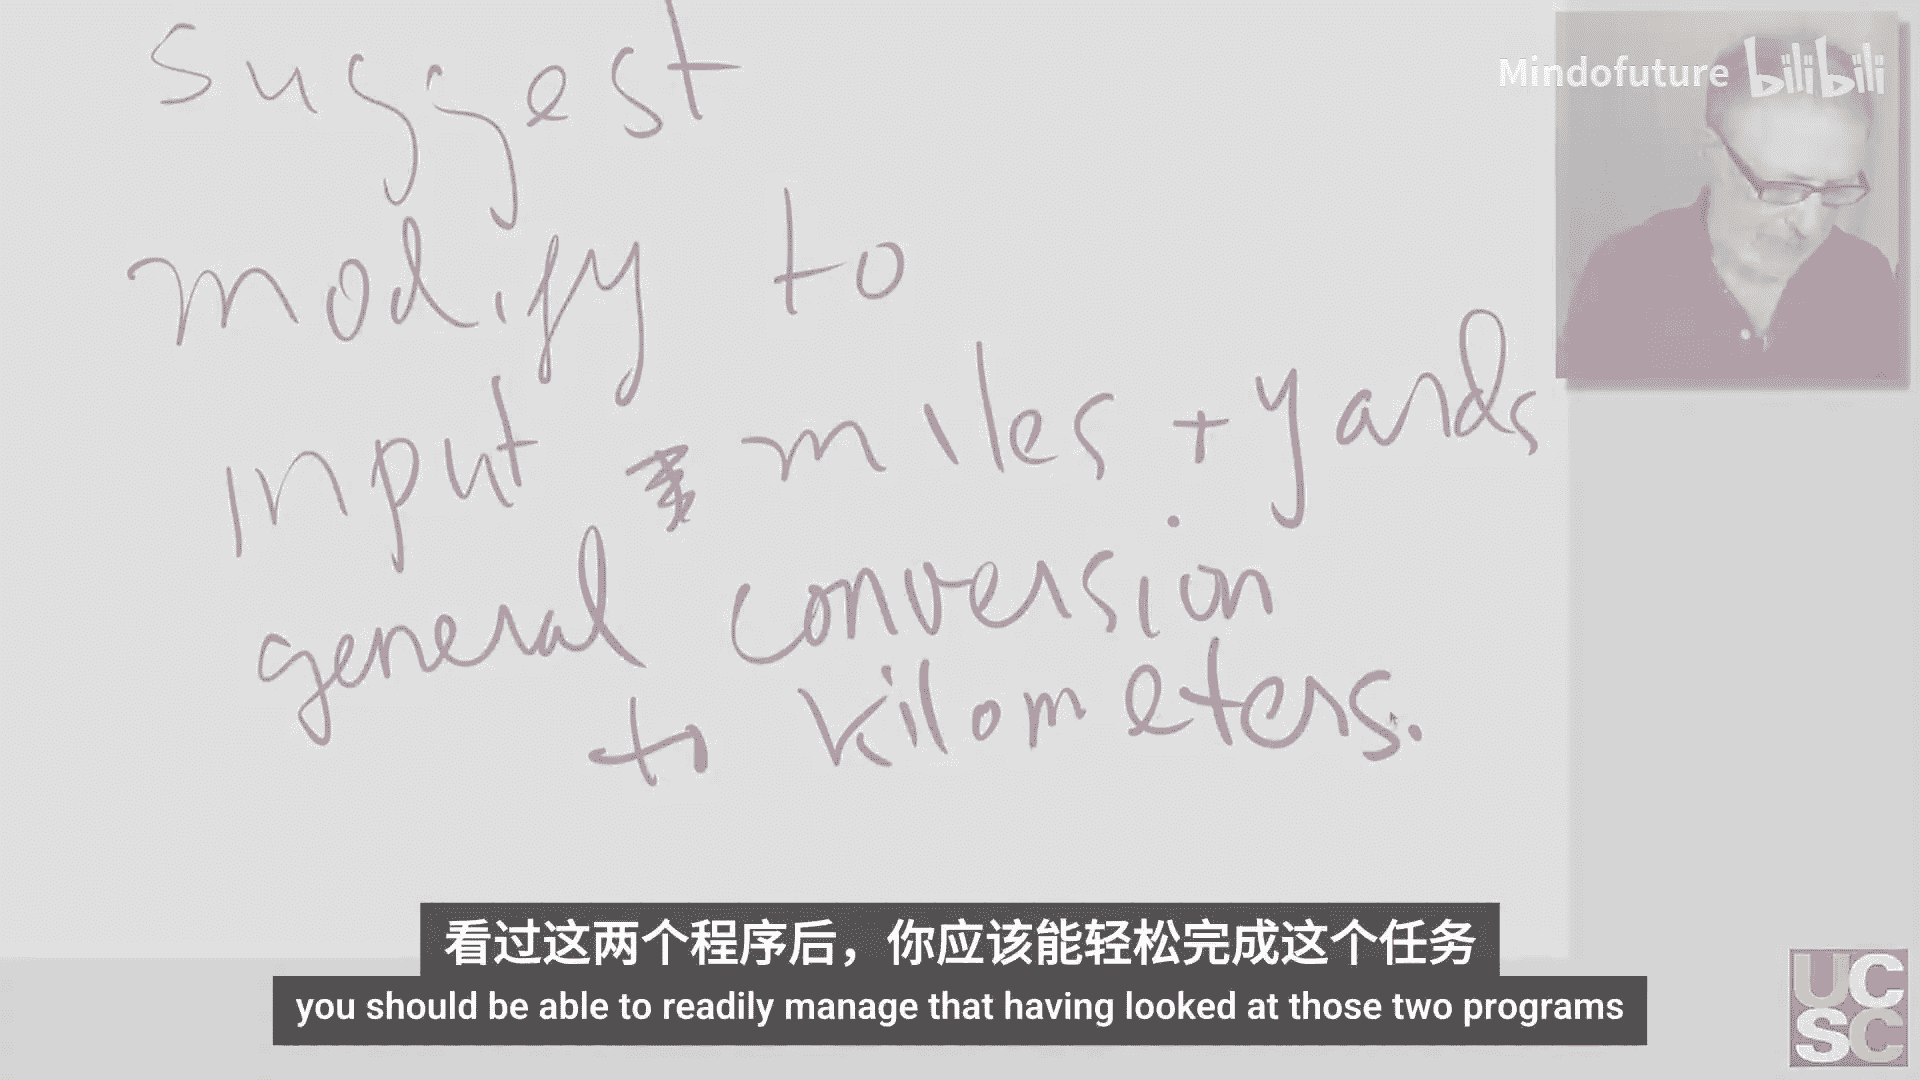 suggest
modify to
input miles + yards
general conversion
to kilometers.
Mindofuture bilibili
看过这两个程序后，你应该能轻松完成这个任务
you should be able to readily manage that having looked at those two programs
UC
SC